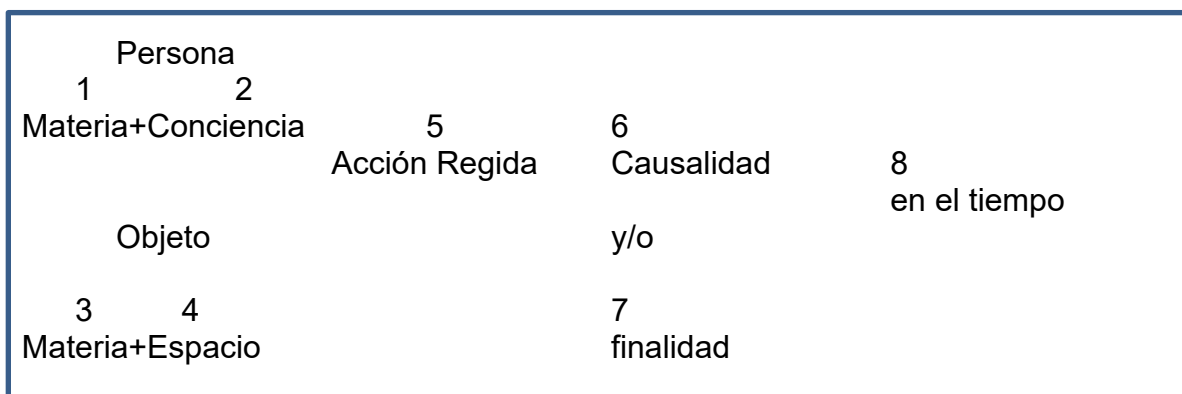 Persona
1 2
Materia+Conciencia 5 6
Acción Regida Causalidad 8
en el tiempo
Objeto y/o
3 4 7
Materia+Espacio finalidad